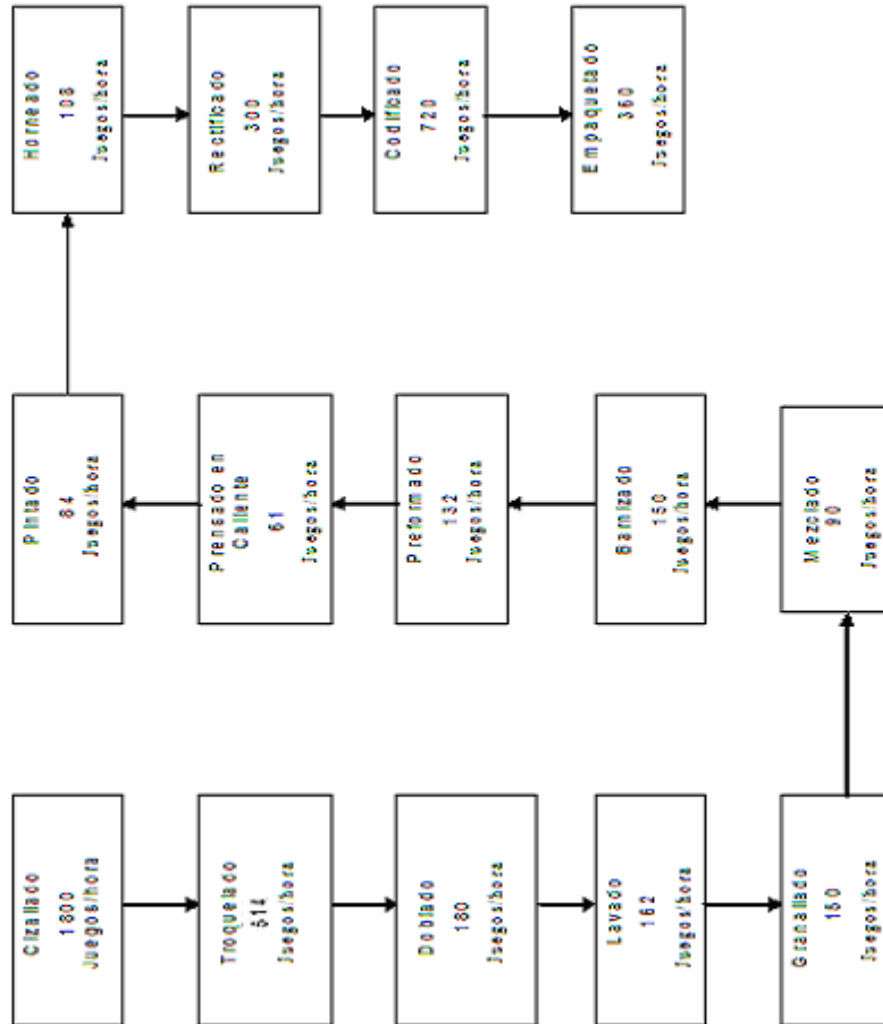 Cizallado
1800
Juegos/hora
Troquelado
514
Juegos/hora
Doblado
180
Juegos/hora
Lavado
162
Juegos/hora
Granallado
150
Juegos/hora
Mezclado
90
Juegos/hora
Barnizado
150
Juegos/hora
Preformado
132
Juegos/hora
Prensado en
Caliente
61
Juegos/hora
Pintado
64
Juegos/hora
Horneado
108
Juegos/hora
Rectificado
300
Juegos/hora
Codificado
720
Juegos/hora
Empaquetado
360
Juegos/hora